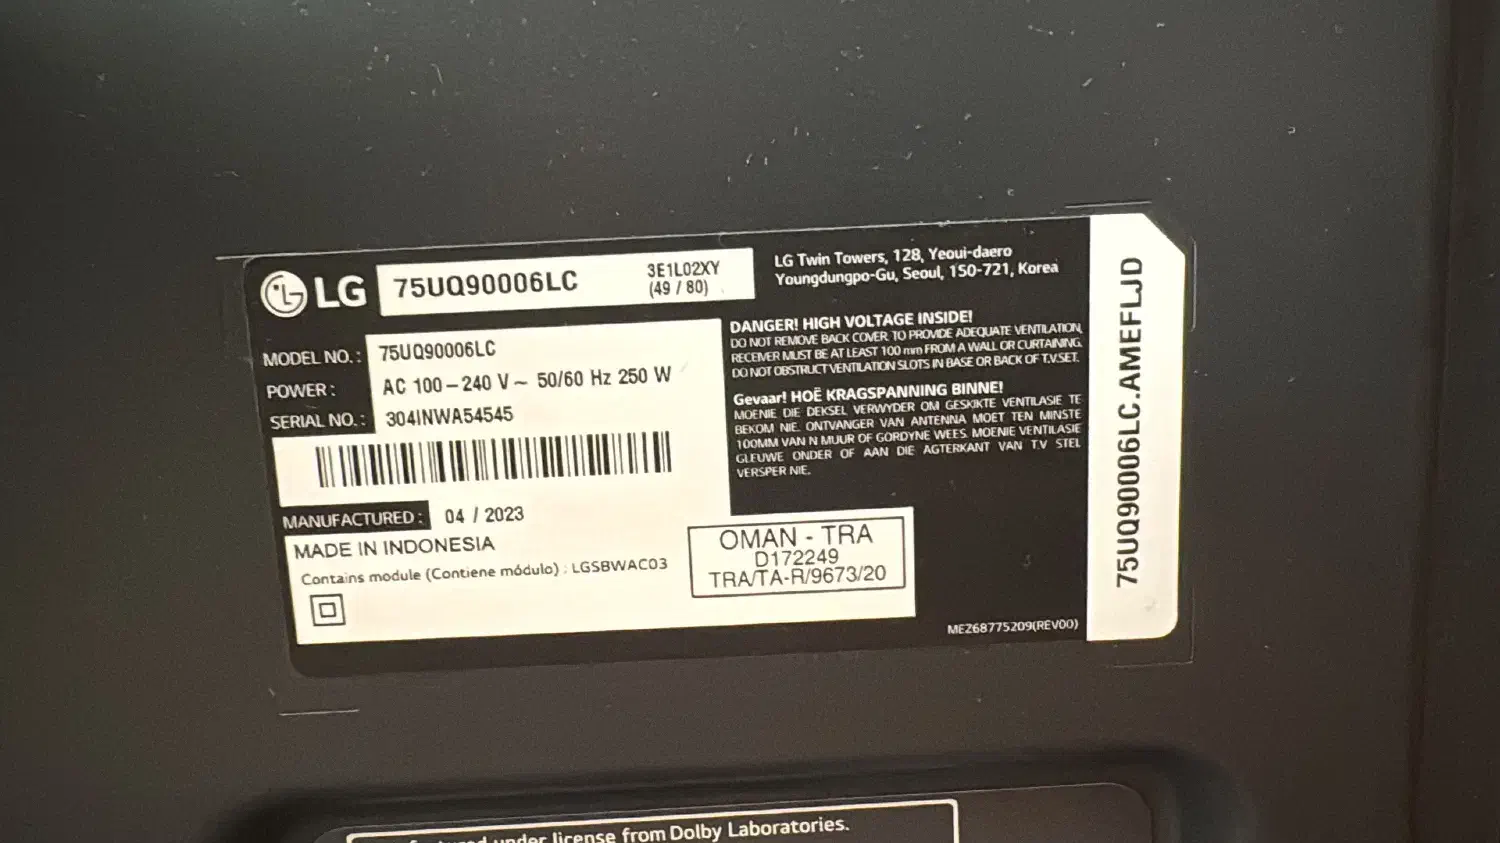 LG
75UQ90006LC
3E1L02XY
(49 / 80)
LG Twin Towers, 128, Yeoui-daero
Youngdungpo-Gu, Seoul, 150-721, Korea
MODEL NO. : 75UQ90006LC
POWER : AC 100 – 240 V ~ 50/60 Hz 250 W
SERIAL NO. : 304INWA54545
MANUFACTURED : 04 / 2023
MADE IN INDONESIA
Contains module (Contiene módulo) : LGSBWAC03
DANGER! HIGH VOLTAGE INSIDE!
DO NOT REMOVE BACK COVER. TO PROVIDE ADEQUATE VENTILATION,
RECEIVER MUST BE AT LEAST 100 mm FROM A WALL OR CURTAINING.
DO NOT OBSTRUCT VENTILATION SLOTS IN BASE OR BACK OF T.V.SET.
Gevaar! HOË KRAGSPANNING BINNE!
MOENIE DIE DEKSEL VERWYDER OM GESKIKTE VENTILASIE TE
BEKOM NIE. ONTVANGER VAN ANTENNA MOET TEN MINSTE
100MM VAN N MUUR OF GORDYNE WEES. MOENIE VENTILASIE
GLEUWE ONDER OF AAN DIE AGTERKANT VAN T.V STEL
VERSPER NIE.
OMAN - TRA
D172249
TRA/TA-R/9673/20
MEZ68775209(REV00)
75UQ90006LC.AMEFLJD
under license from Dolby Laboratories.